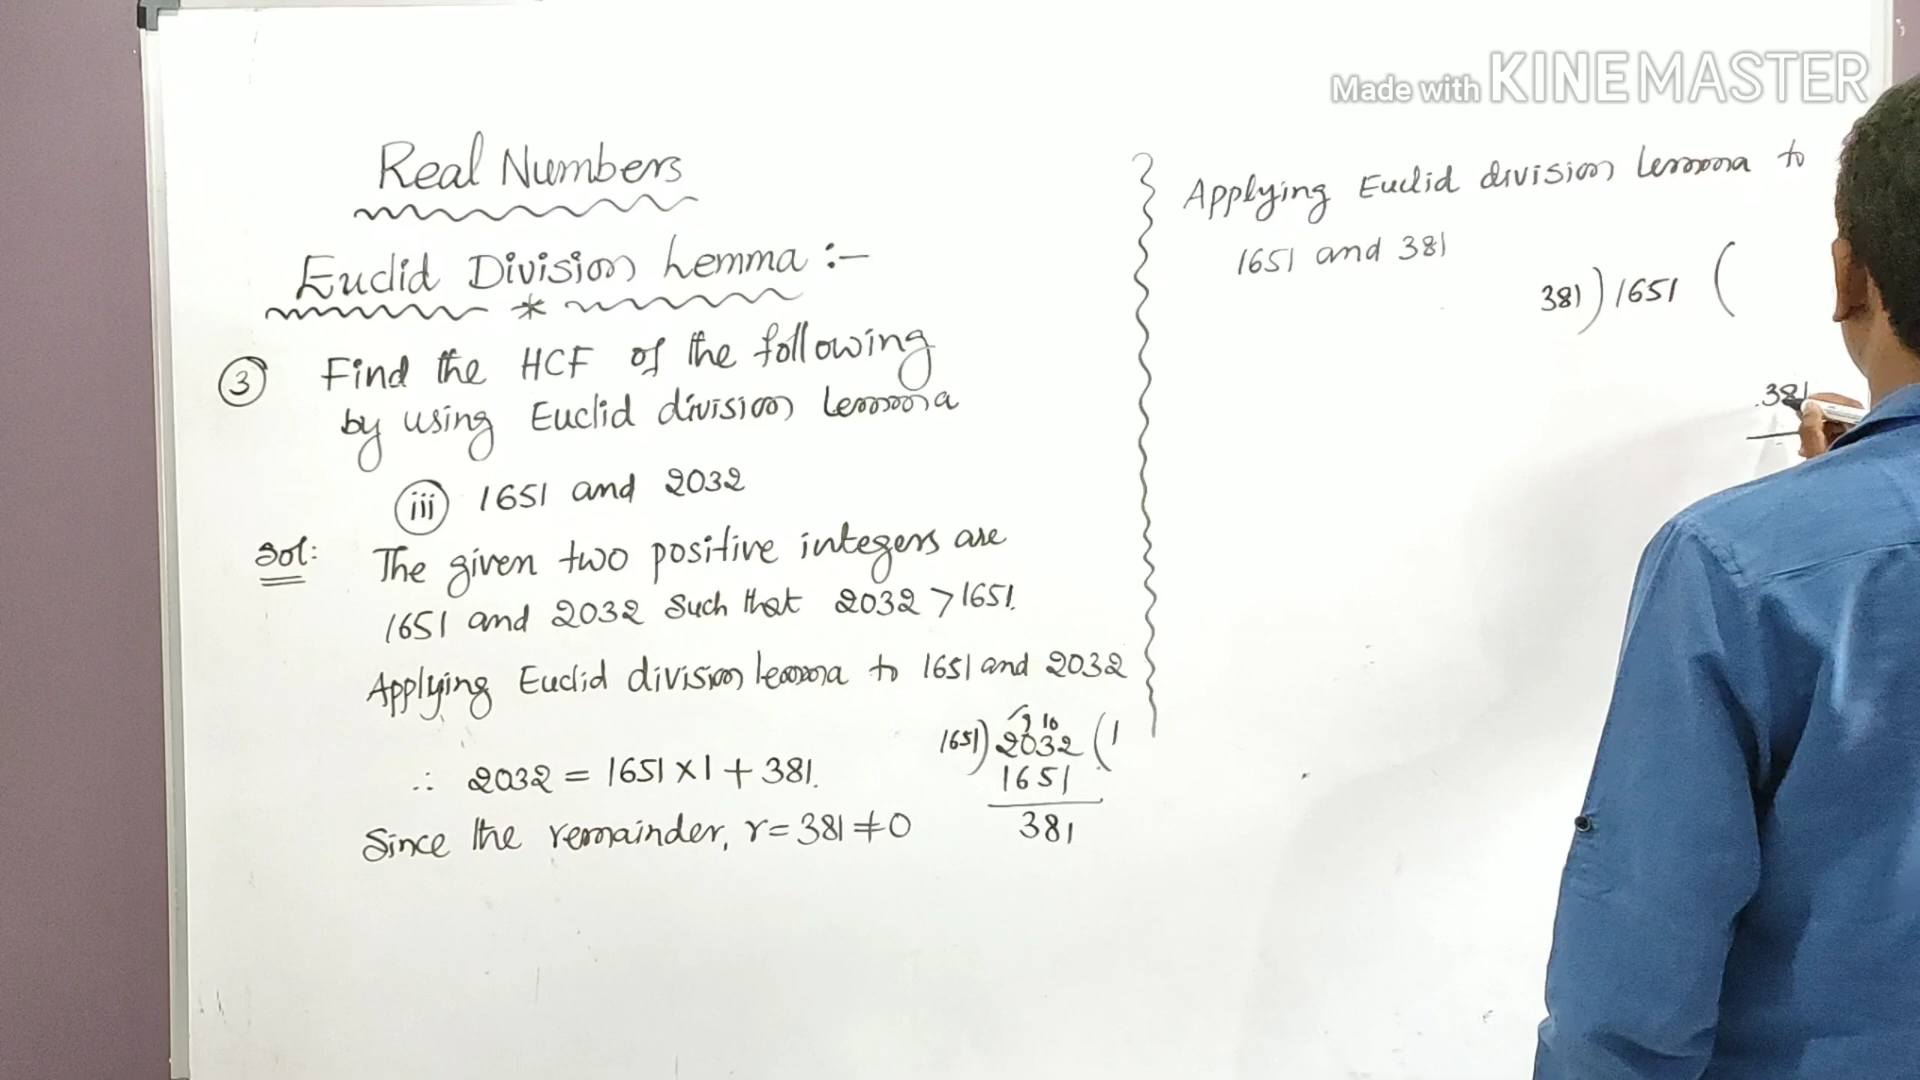 Made with KINEMASTER
Real Numbers
Euclid Division Lemma :-
*
3 Find the HCF of the following
by using Euclid division lemma
iii 1651 and 2032
Sol: The given two positive integers are
1651 and 2032 such that 2032 > 1651.
Applying Euclid division lemma to 1651 and 2032
∴ 2032 = 1651 × 1 + 381.
Since the remainder, r = 381 ≠ 0
9 10
1651) 2032 (1
1651
381
Applying Euclid division lemma to
1651 and 381
381) 1651 (
381